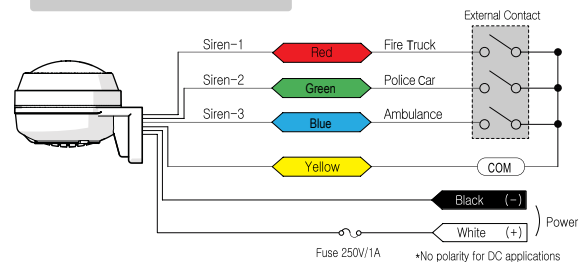 External Contact
Siren-1 Red Fire Truck
Siren-2 Green Police Car
Siren-3 Blue Ambulance
Yellow COM
Black (-)
Power
White (+)
Fuse 250V/1A
*No polarity for DC applications